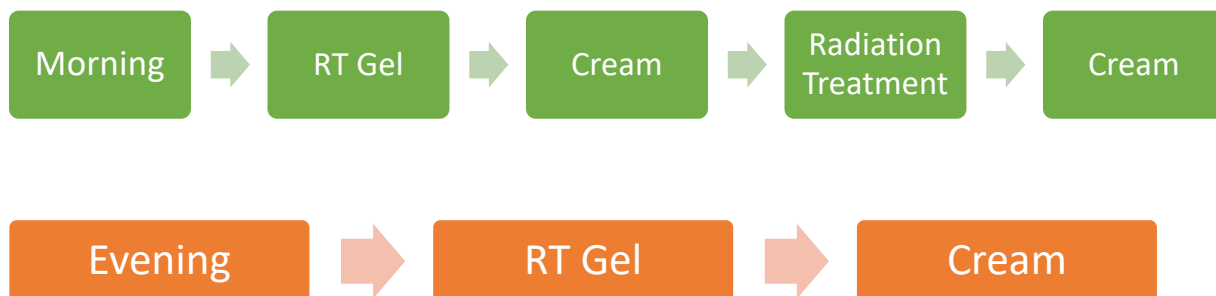 Morning
RT Gel
Cream
Radiation
Treatment
Cream
Evening
RT Gel
Cream